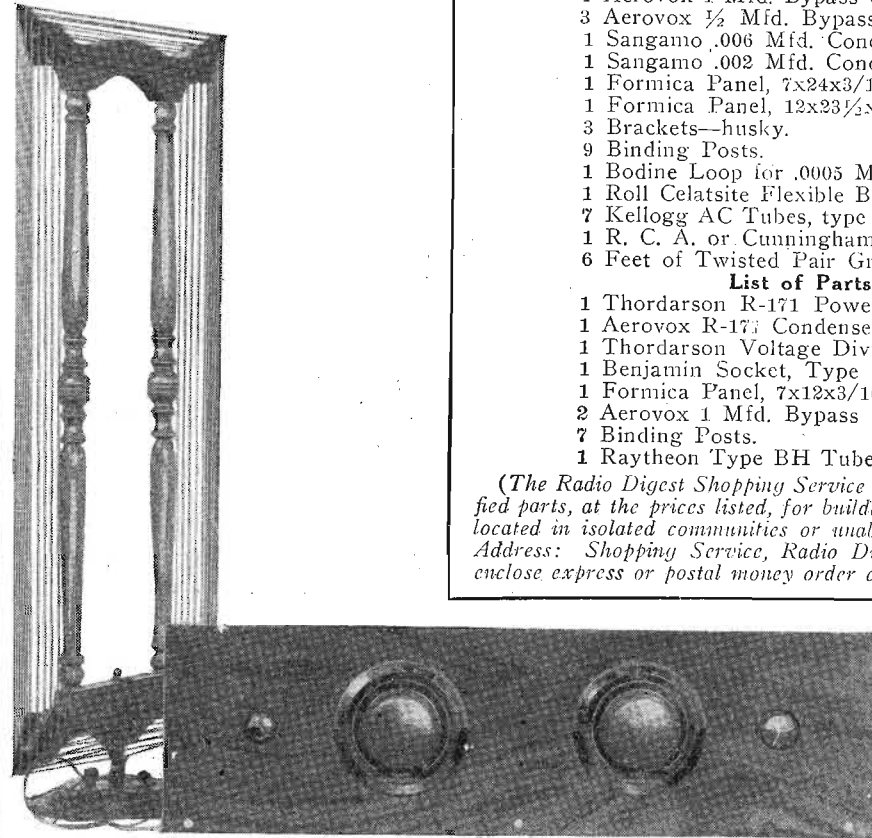 3 Aerovox ½ Mfd. Bypass
1 Sangamo .006 Mfd. Cond
1 Sangamo .002 Mfd. Cond
1 Formica Panel, 7x24x3/1
1 Formica Panel, 12x23½x
3 Brackets—husky.
9 Binding Posts.
1 Bodine Loop for .0005 M
1 Roll Celatsite Flexible B
7 Kellogg AC Tubes, type
1 R. C. A. or Cunningham
6 Feet of Twisted Pair Gr
List of Parts
1 Thordarson R-171 Powe
1 Aerovox R-171 Condense
1 Thordarson Voltage Div
1 Benjamin Socket, Type
1 Formica Panel, 7x12x3/1
2 Aerovox 1 Mfd. Bypass
7 Binding Posts.
1 Raytheon Type BH Tube
(The Radio Digest Shopping Service
fied parts, at the prices listed, for build
located in isolated communities or unal
Address: Shopping Service, Radio Di
enclose express or postal money order